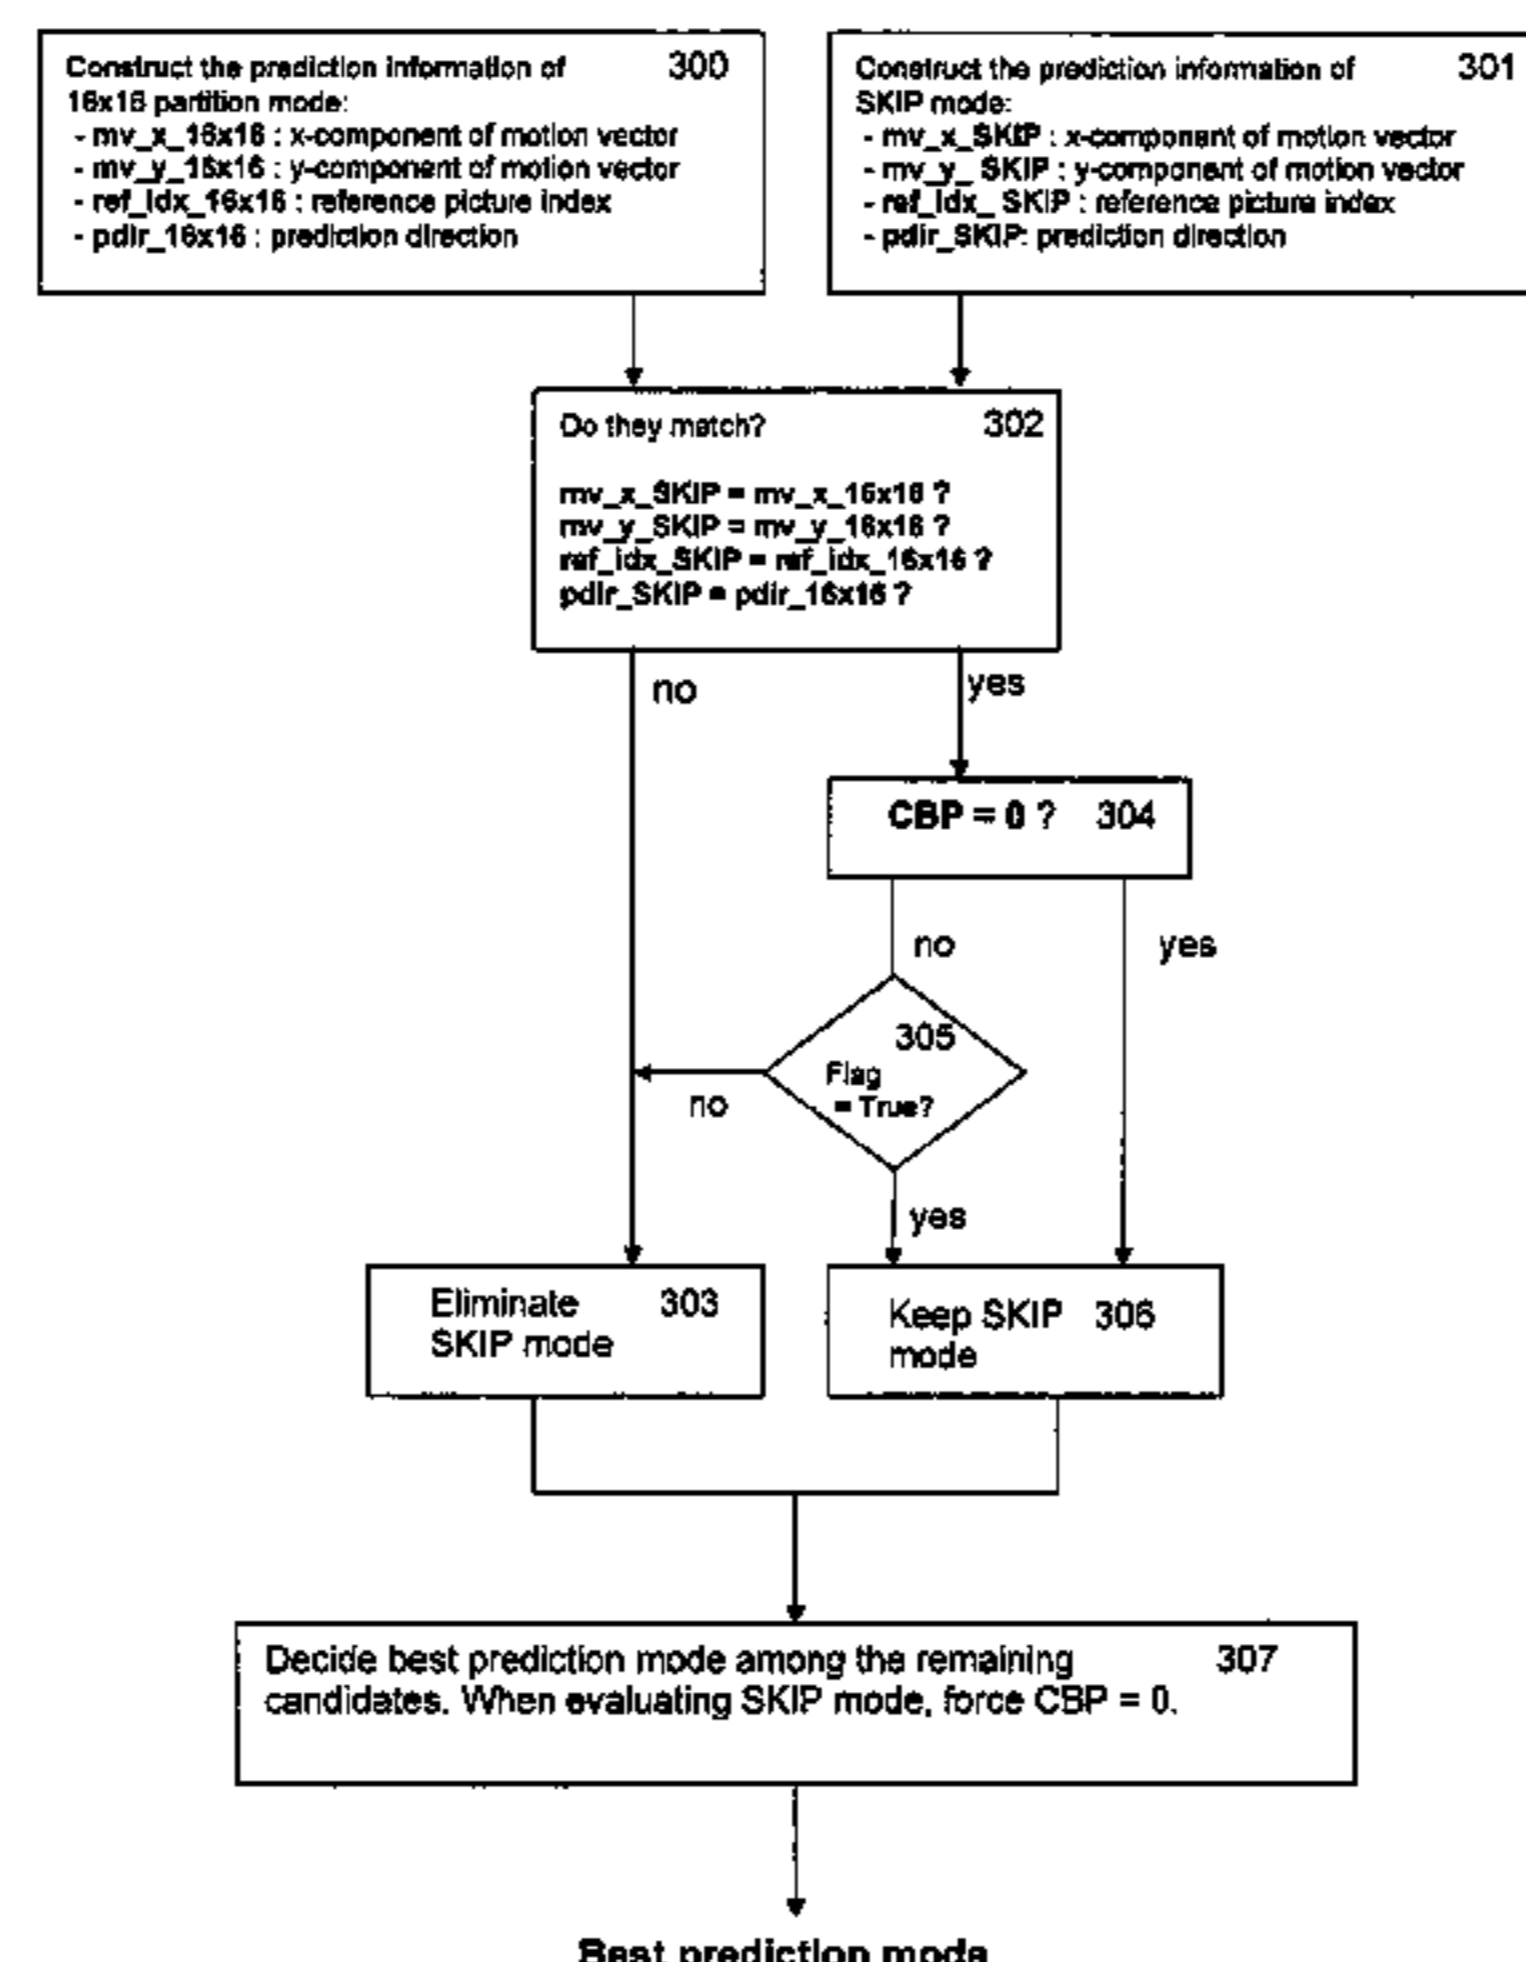 Construct the prediction information of 300
16x16 partition mode:
- mv_x_16x16 : x-component of motion vector
- mv_y_16x16 : y-component of motion vector
- ref_idx_16x16 : reference picture index
- pdir_16x16 : prediction direction
Construct the prediction information of 301
SKIP mode:
- mv_x_SKIP : x-component of motion vector
- mv_y_ SKIP : y-component of motion vector
- ref_idx_ SKIP : reference picture index
- pdir_SKIP: prediction direction
Do they match? 302
mv_x_SKIP = mv_x_16x16 ?
mv_y_SKIP = mv_y_16x16 ?
ref_idx_SKIP = ref_idx_16x16 ?
pdir_SKIP = pdir_16x16 ?
no
yes
CBP = 0 ? 304
no
yes
305
Flag
= True?
no
yes
Eliminate 303
SKIP mode
Keep SKIP 306
mode
Decide best prediction mode among the remaining 307
candidates. When evaluating SKIP mode, force CBP = 0.
Best prediction mode